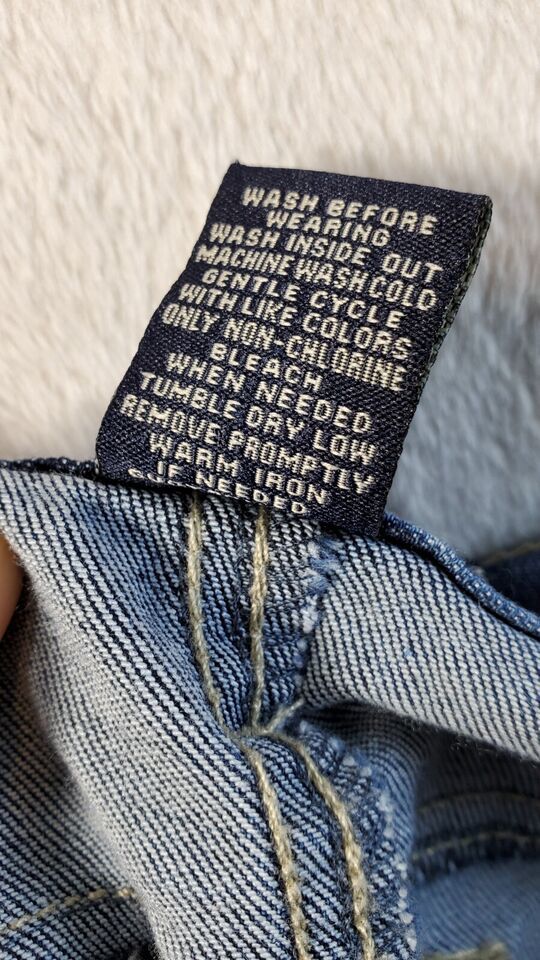 WASH BEFORE
WEARING
WASH INSIDE OUT
MACHINE WASH COLD
GENTLE CYCLE
WITH LIKE COLORS
ONLY NON-CHLORINE
BLEACH
WHEN NEEDED
TUMBLE DRY LOW
REMOVE PROMPTLY
WARM IRON
IF NEEDED